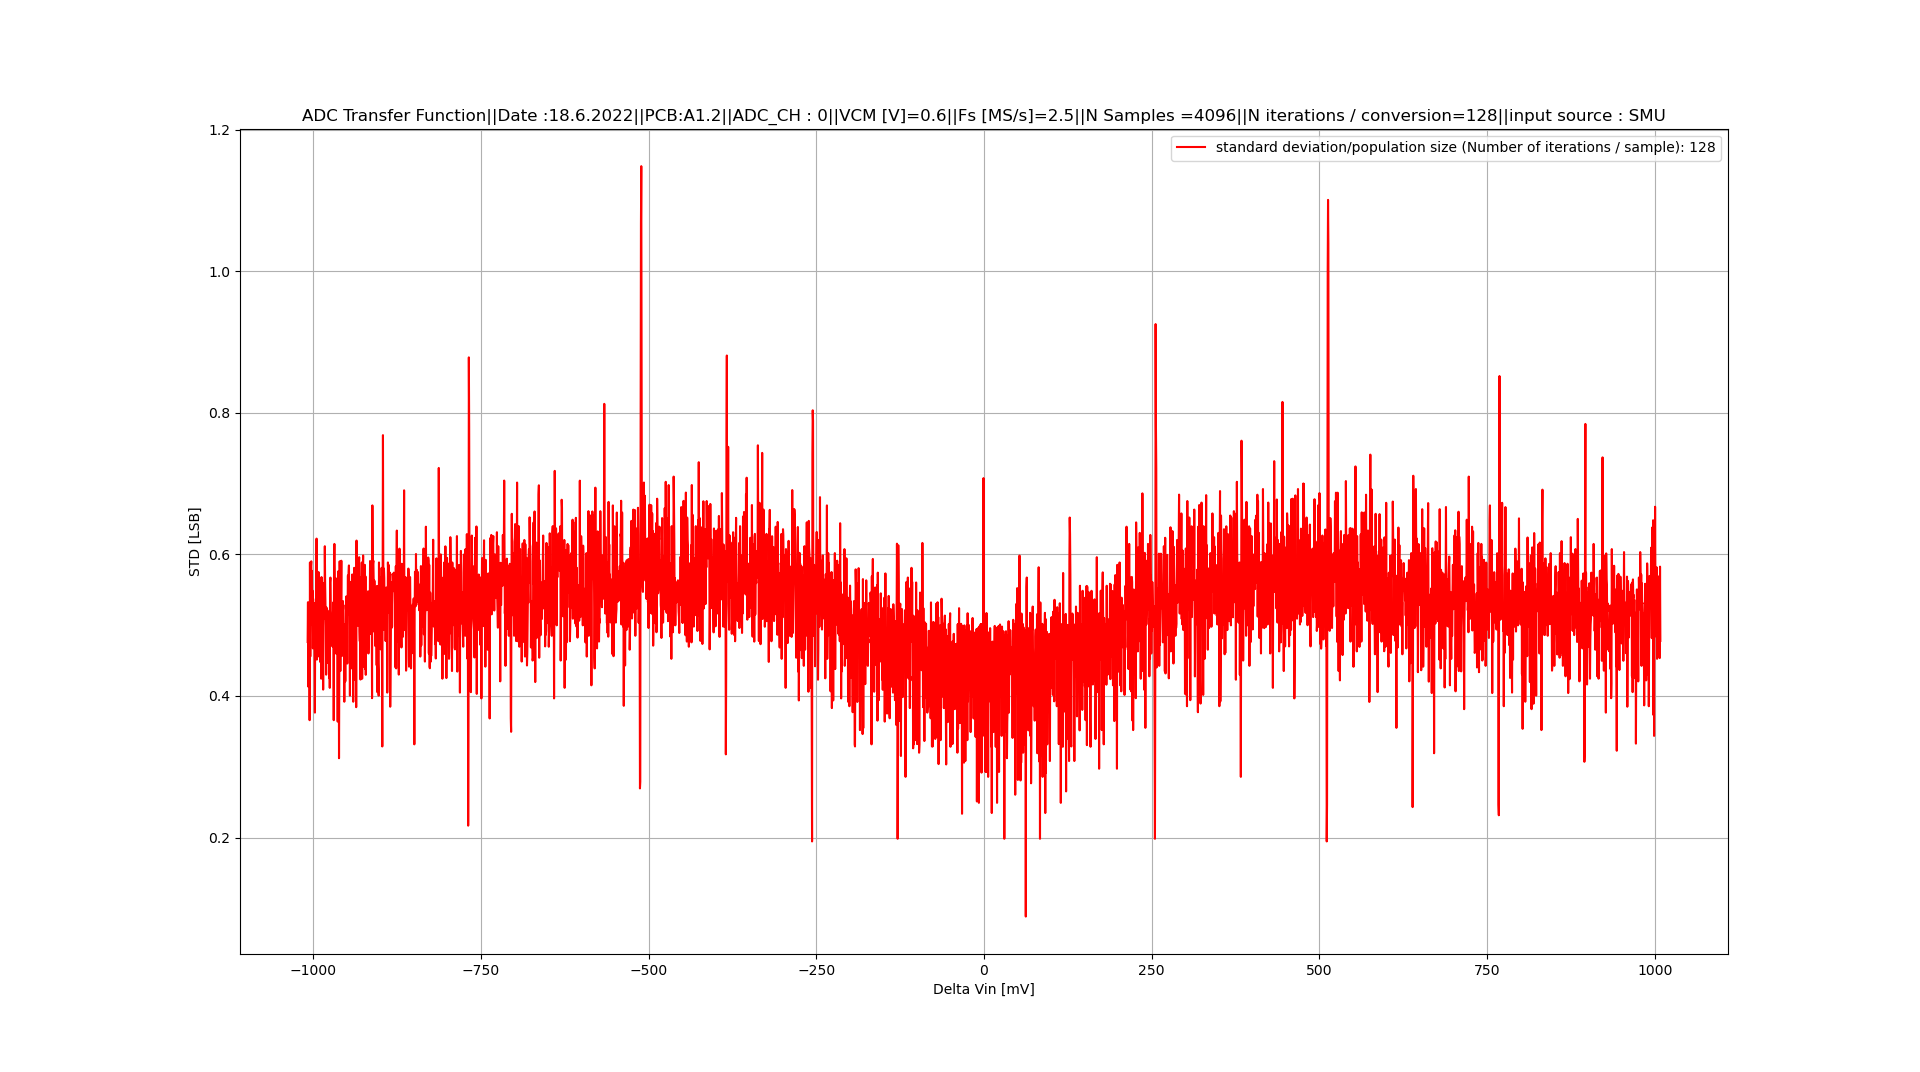 ADC Transfer Function||Date :18.6.2022||PCB:A1.2||ADC_CH : 0||VCM [V]=0.6||Fs [MS/s]=2.5||N Samples =4096||N iterations / conversion=128||input source : SMU
standard deviation/population size (Number of iterations / sample): 128
STD [LSB]
1.2
1.0
0.8
0.6
0.4
0.2
−1000 −750 −500 −250 0 250 500 750 1000
Delta Vin [mV]